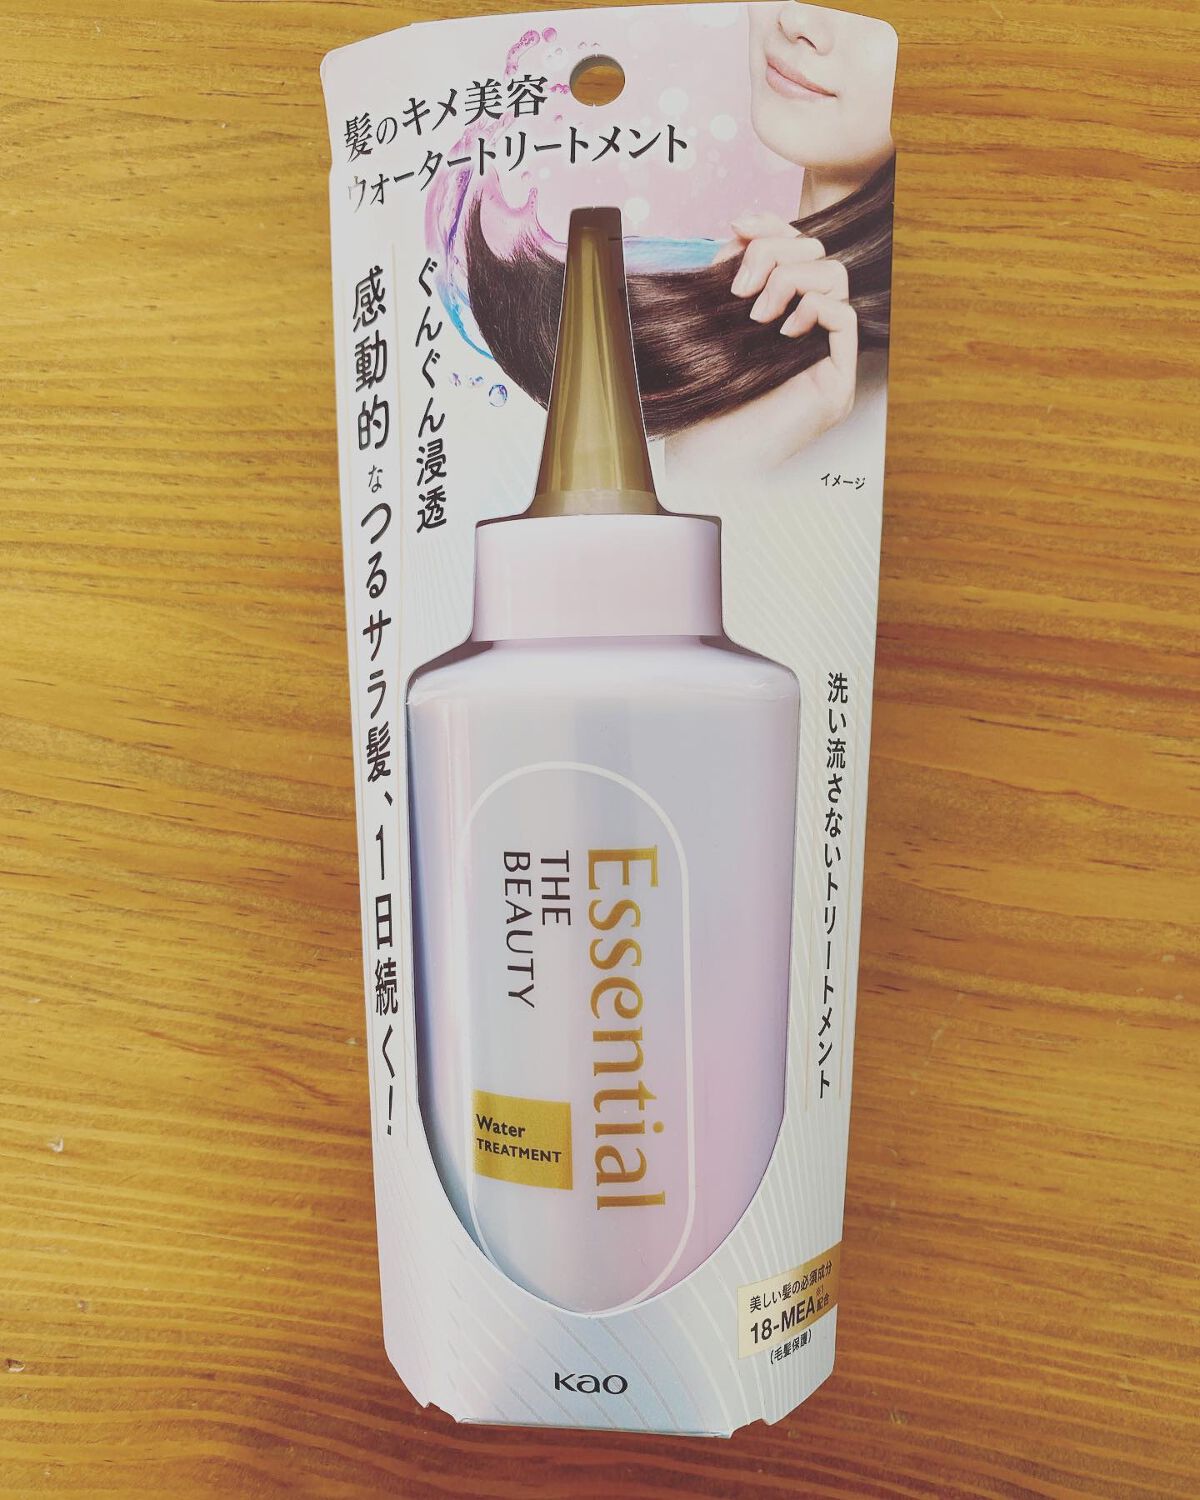 髪のキメ美容
ウォータートリートメント
ぐんぐん浸透
感動的なつるサラ髪、1日続く!
イメージ
洗い流さないトリートメント
Essential
THE
BEAUTY
Water
TREATMENT
美しい髪の必須成分
18-MEA※1配合
(毛髪保護)
Kao